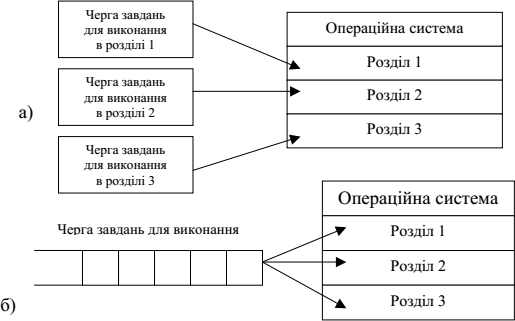 Черга завдань
для виконання
в розділі 1
Операційна система
Розділ 1
Черга завдань
для виконання
в розділі 2
Розділ 2
а)
Розділ 3
Черга завдань
для виконання
в розділі 3
Операційна система
Черга завдань для виконання
Розділ 1
Розділ 2
б)
Розділ 3